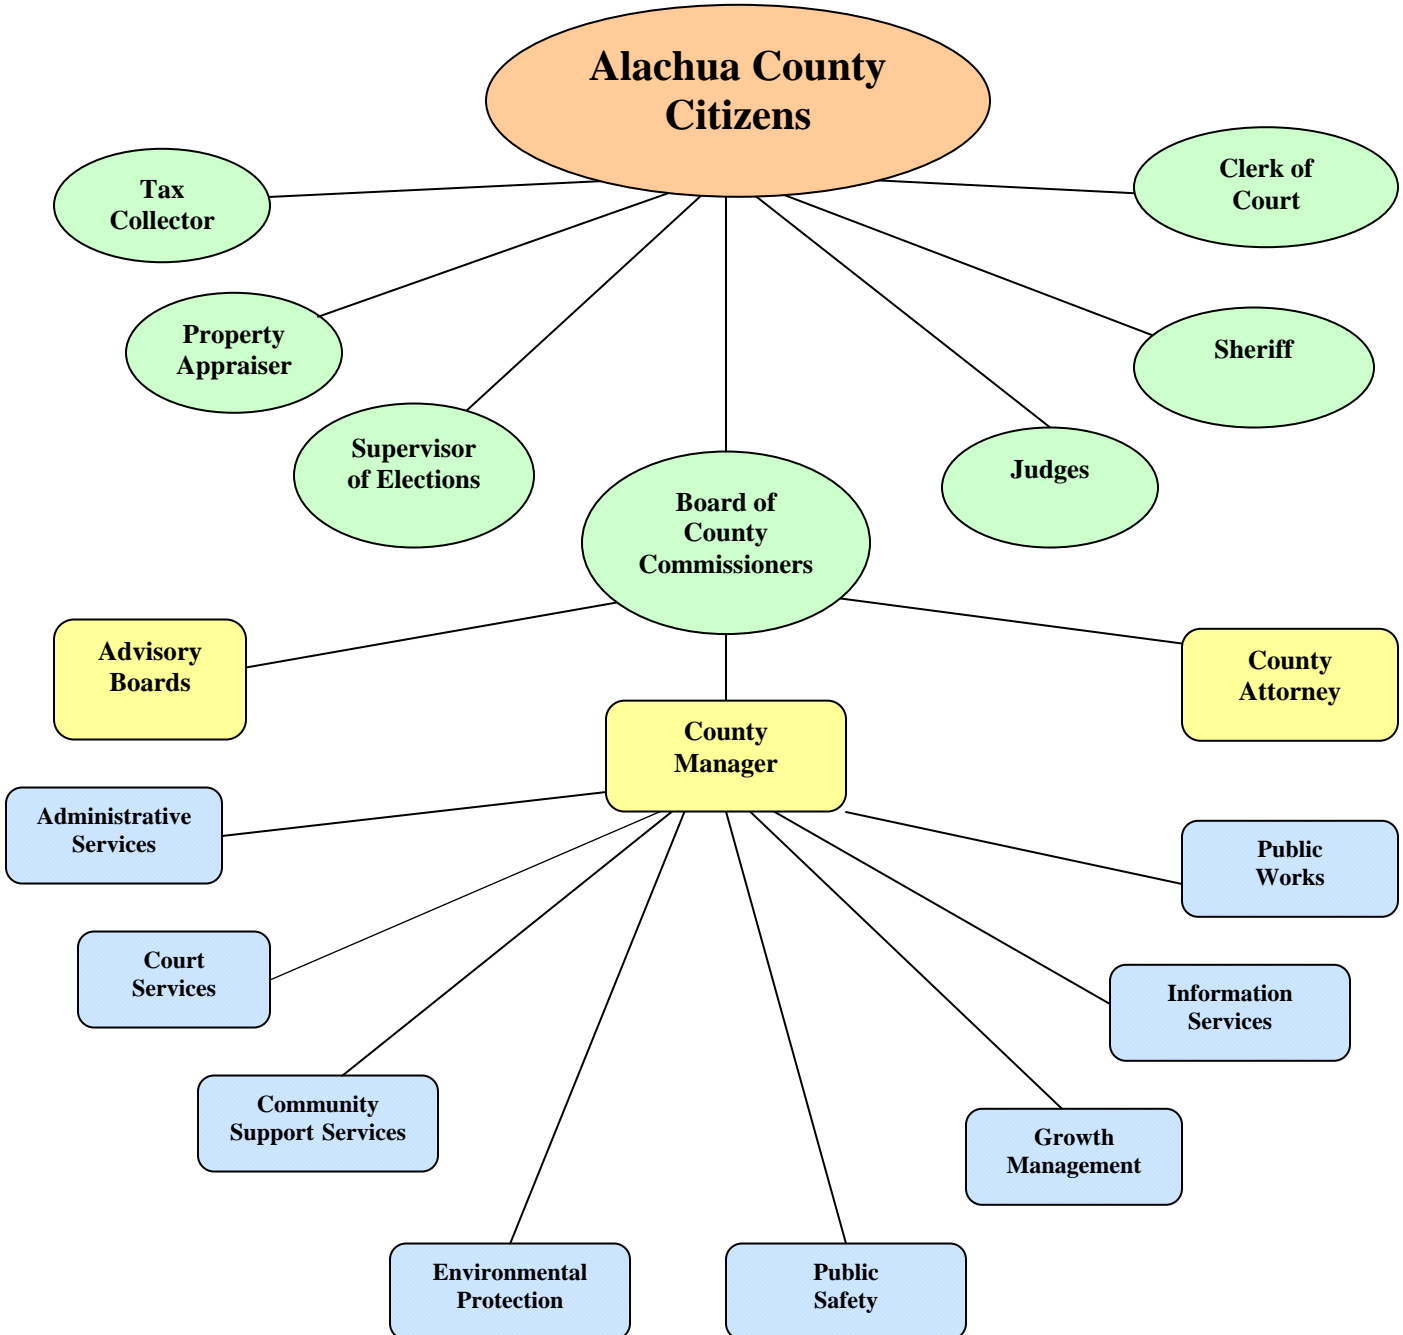 Alachua County
Citizens
Tax
Collector
Clerk of
Court
Property
Appraiser
Sheriff
Supervisor
of Elections
Judges
Board of
County
Commissioners
Advisory
Boards
County
Attorney
County
Manager
Administrative
Services
Public
Works
Court
Services
Information
Services
Community
Support Services
Growth
Management
Environmental
Protection
Public
Safety